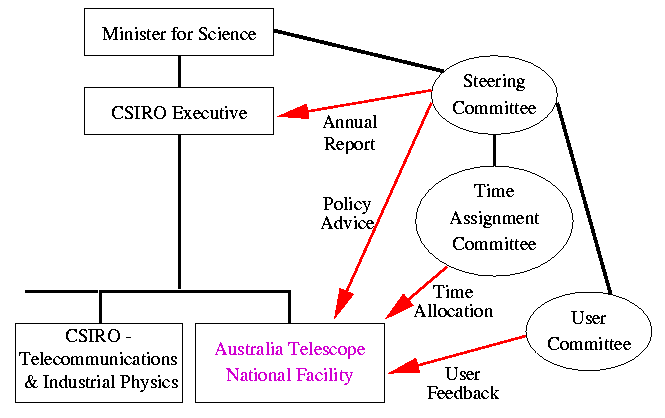 Minister for Science
Steering
Committee
CSIRO Executive
Annual
Report
Time
Assignment
Committee
Policy
Advice
Time
Allocation
User
Committee
CSIRO -
Telecommunications
& Industrial Physics
Australia Telescope
National Facility
User
Feedback